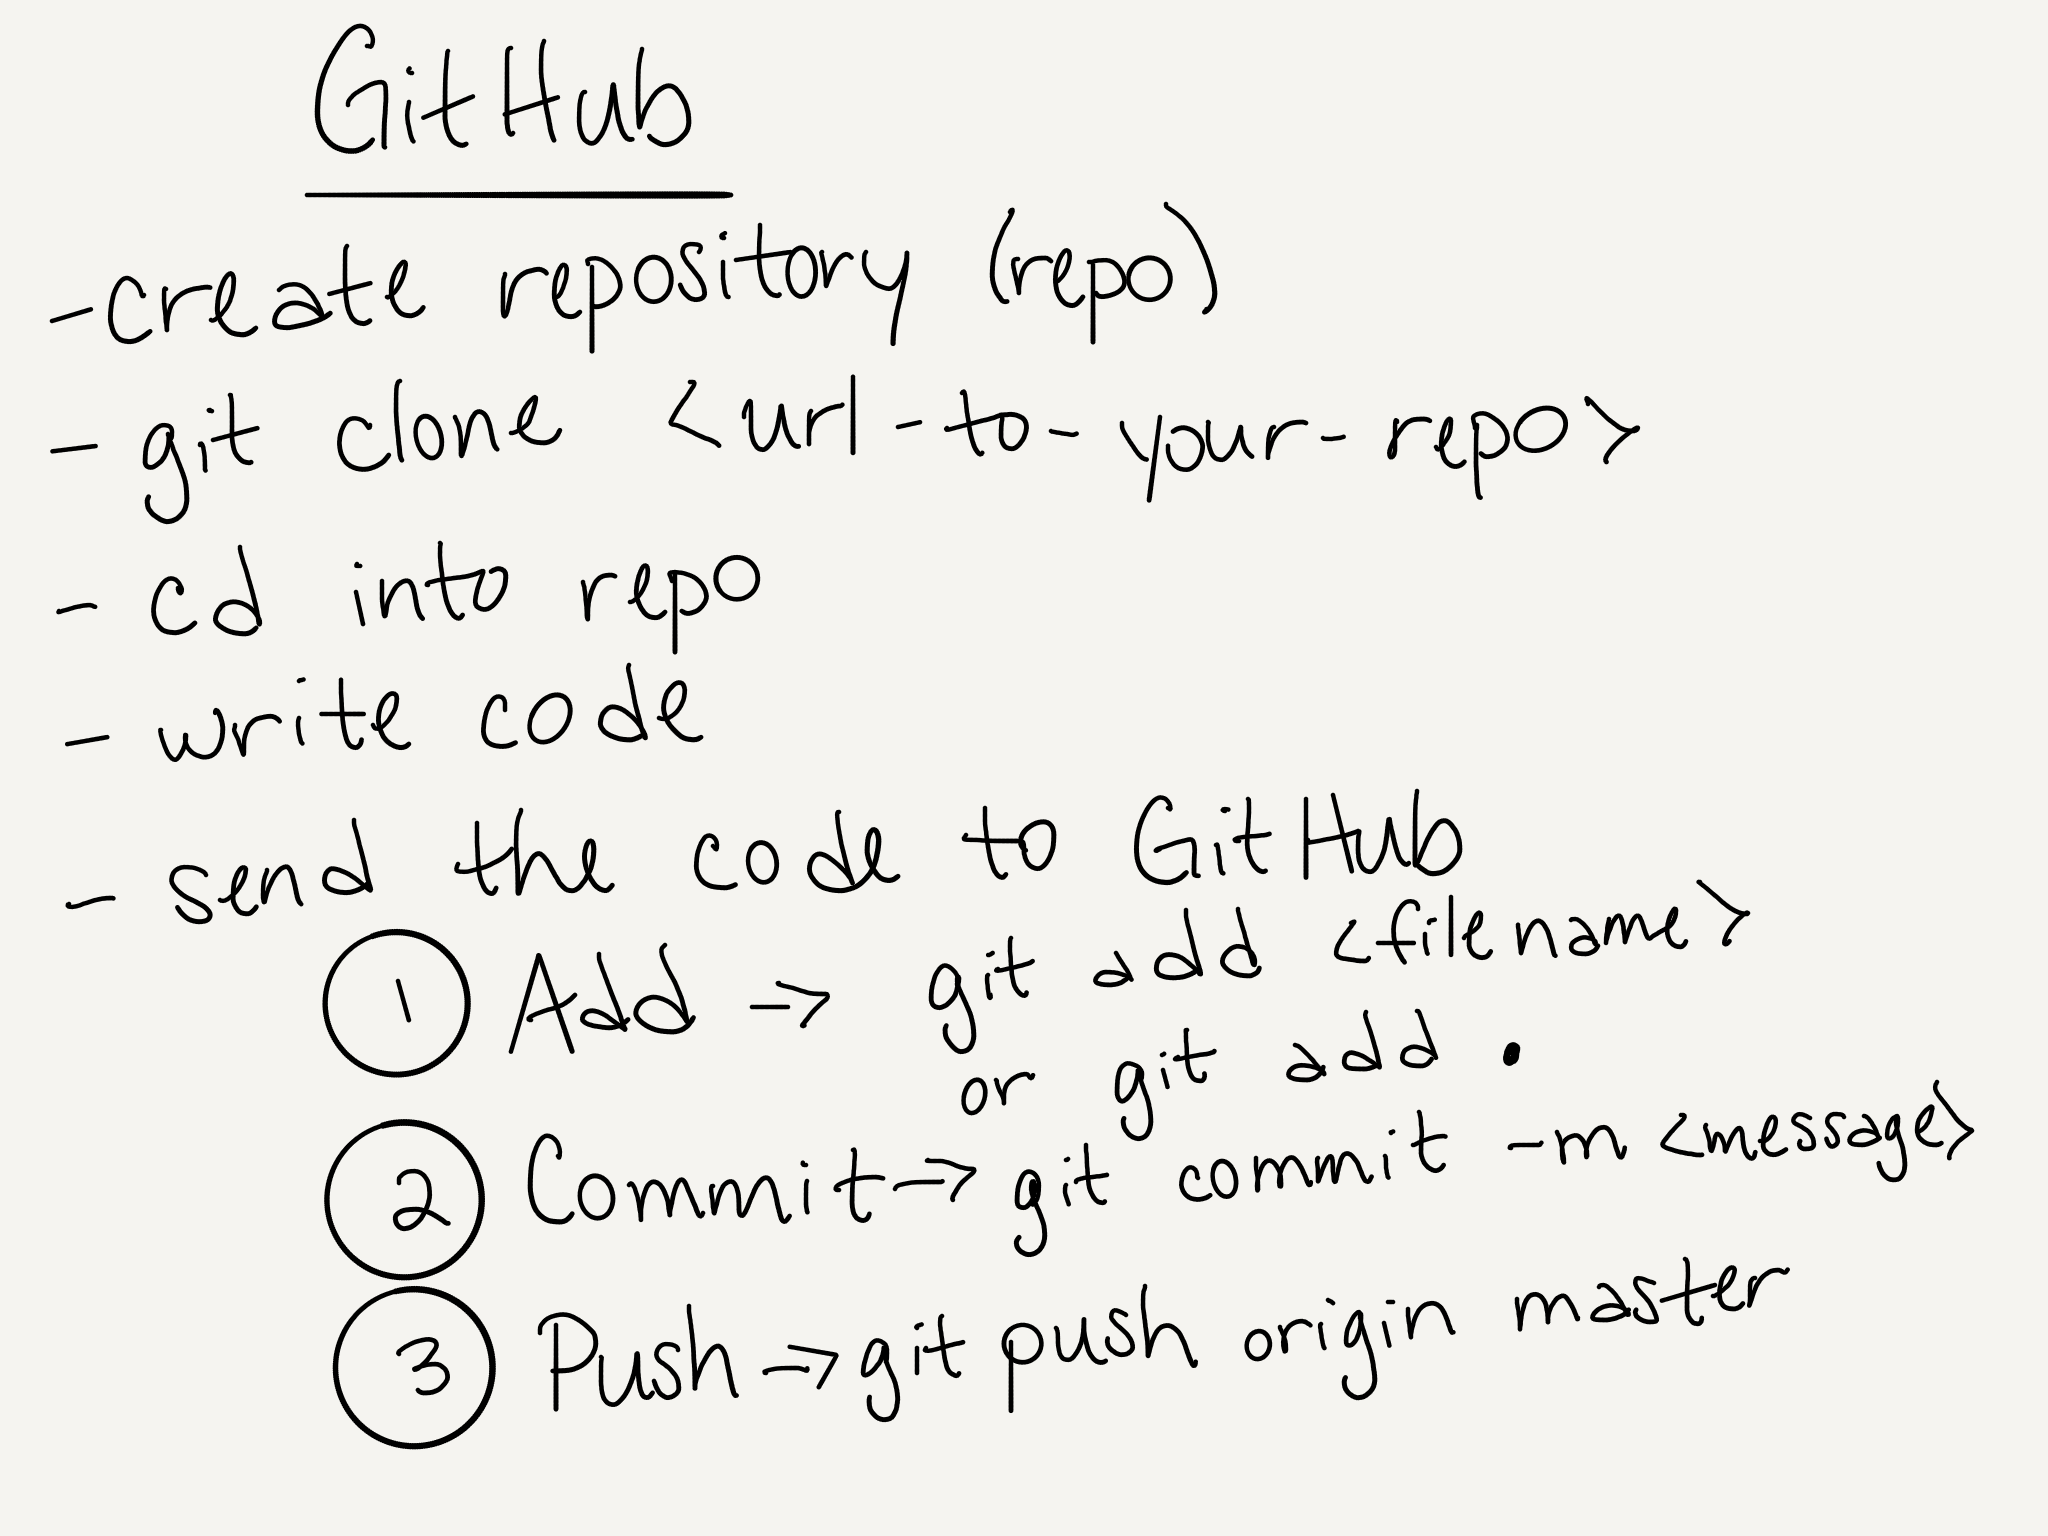 GitHub
-create repository (repo)
- git clone <url-to-your-repo>
- cd into repo
- write code
- send the code to GitHub
1 Add -> git add <filename>
or git add .
2 Commit -> git commit -m <message>
3 Push -> git push origin master